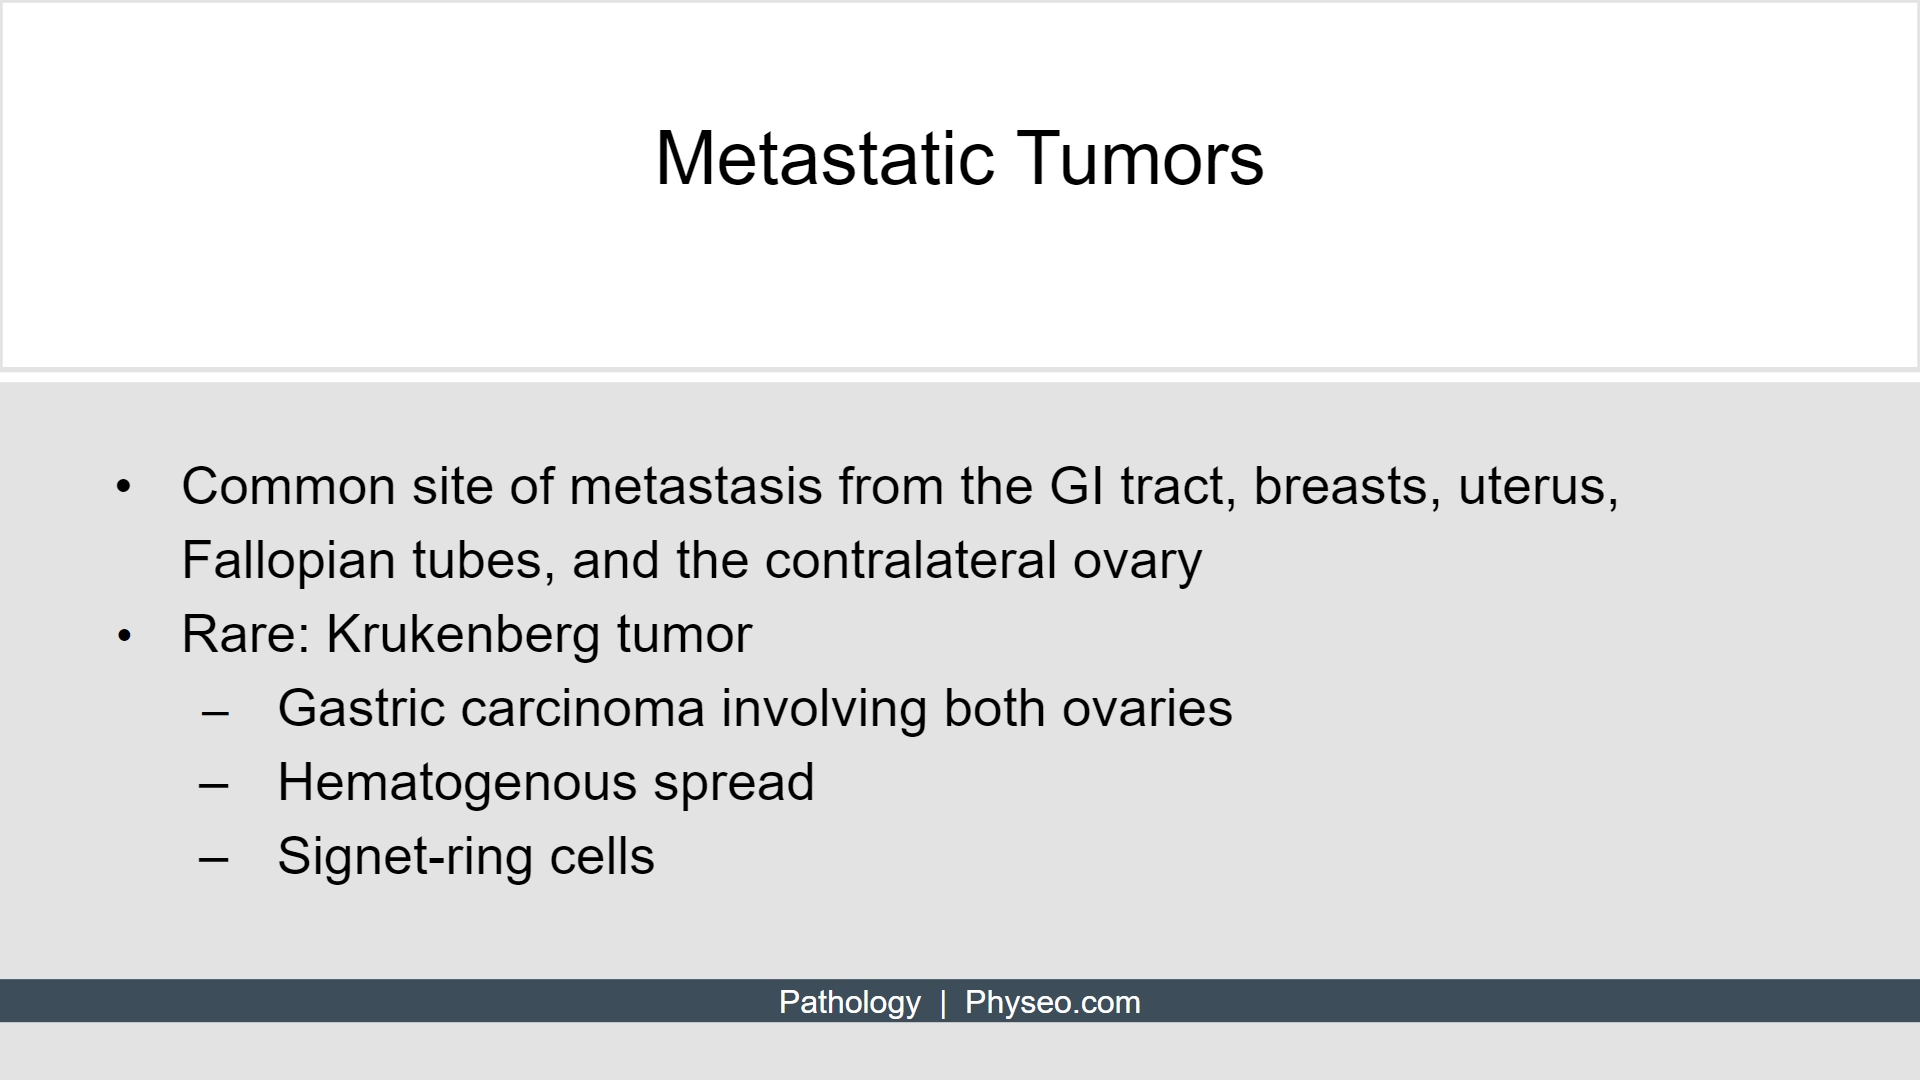 Metastatic Tumors
• Common site of metastasis from the GI tract, breasts, uterus,
Fallopian tubes, and the contralateral ovary
• Rare: Krukenberg tumor
– Gastric carcinoma involving both ovaries
– Hematogenous spread
– Signet-ring cells
Pathology | Physeo.com